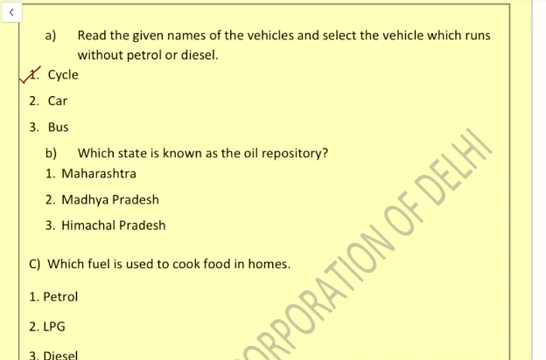 a) Read the given names of the vehicles and select the vehicle which runs
without petrol or diesel.
1. Cycle
2. Car
3. Bus
b) Which state is known as the oil repository?
1. Maharashtra
2. Madhya Pradesh
3. Himachal Pradesh
C) Which fuel is used to cook food in homes.
1. Petrol
2. LPG
3. Diesel
ORPORATION OF DELHI